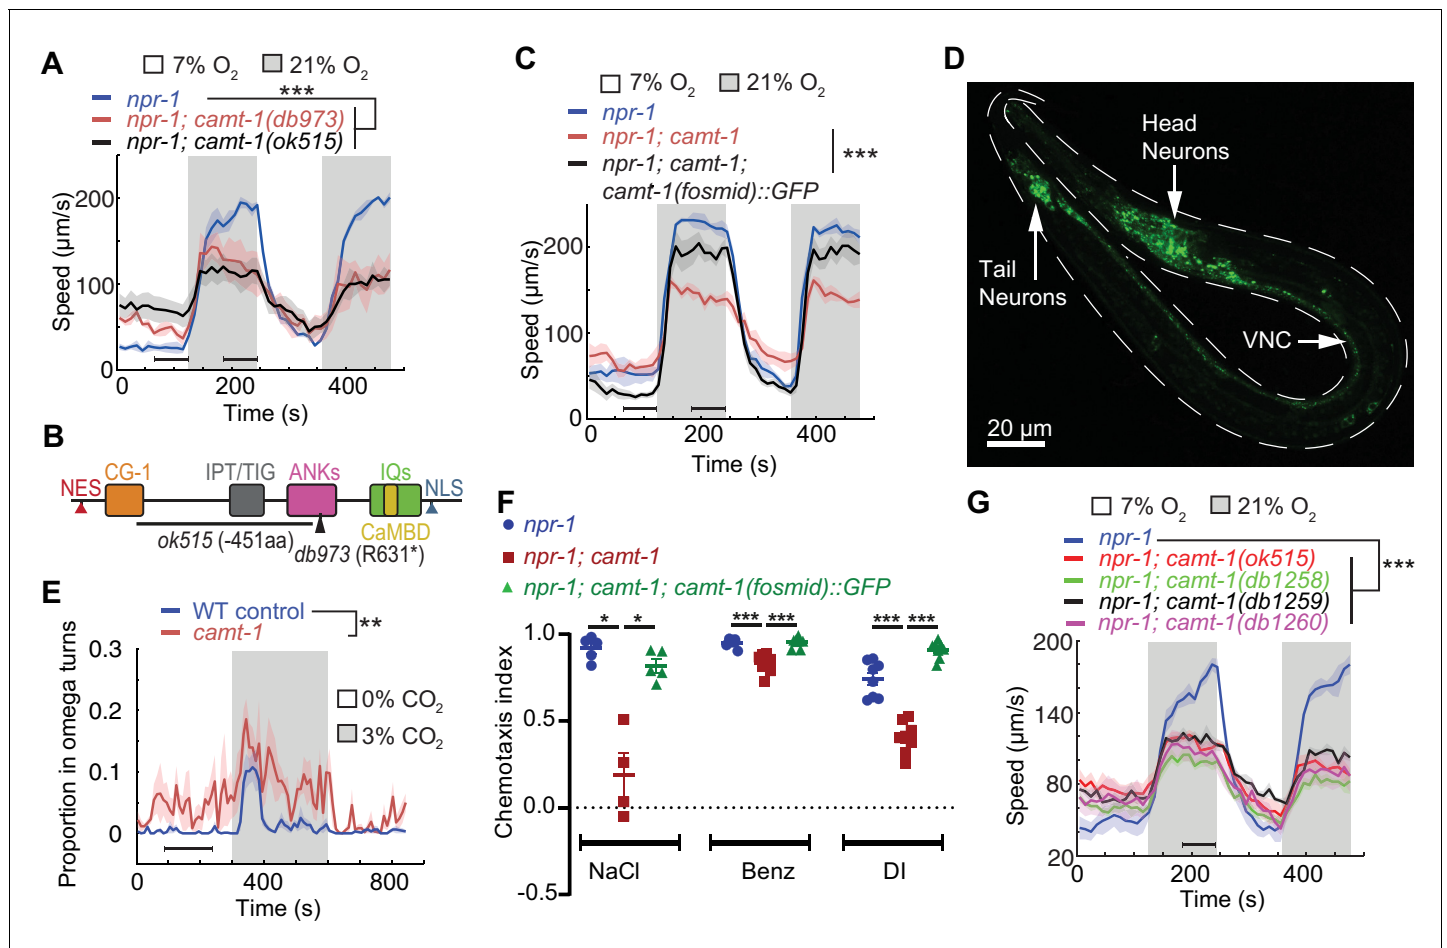 A
7% O2 21% O2
***
npr-1
npr-1; camt-1(db973)
npr-1; camt-1(ok515)
Speed (µm/s)
200
100
0
0 200 400
Time (s)
B
CG-1 IPT/TIG ANKs IQs
NES NLS
CaMBD
ok515 (-451aa) db973 (R631*)
C
7% O2 21% O2
npr-1
npr-1; camt-1
npr-1; camt-1;
camt-1(fosmid)::GFP
***
Speed (µm/s)
200
100
0
0 200 400
Time (s)
D
Head
Neurons
Tail
Neurons
VNC
20 µm
E
WT control
camt-1
**
Proportion in omega turns
0.3
0.2
0.1
0
0% CO2
3% CO2
0 400 800
Time (s)
F
npr-1
npr-1; camt-1
npr-1; camt-1; camt-1(fosmid)::GFP
* * *** *** *** ***
Chemotaxis index
1.0
0.5
0.0
-0.5
NaCl Benz DI
G
7% O2 21% O2
npr-1
npr-1; camt-1(ok515)
npr-1; camt-1(db1258)
npr-1; camt-1(db1259)
npr-1; camt-1(db1260)
***
Speed (µm/s)
200
140
80
20
0 200 400
Time (s)